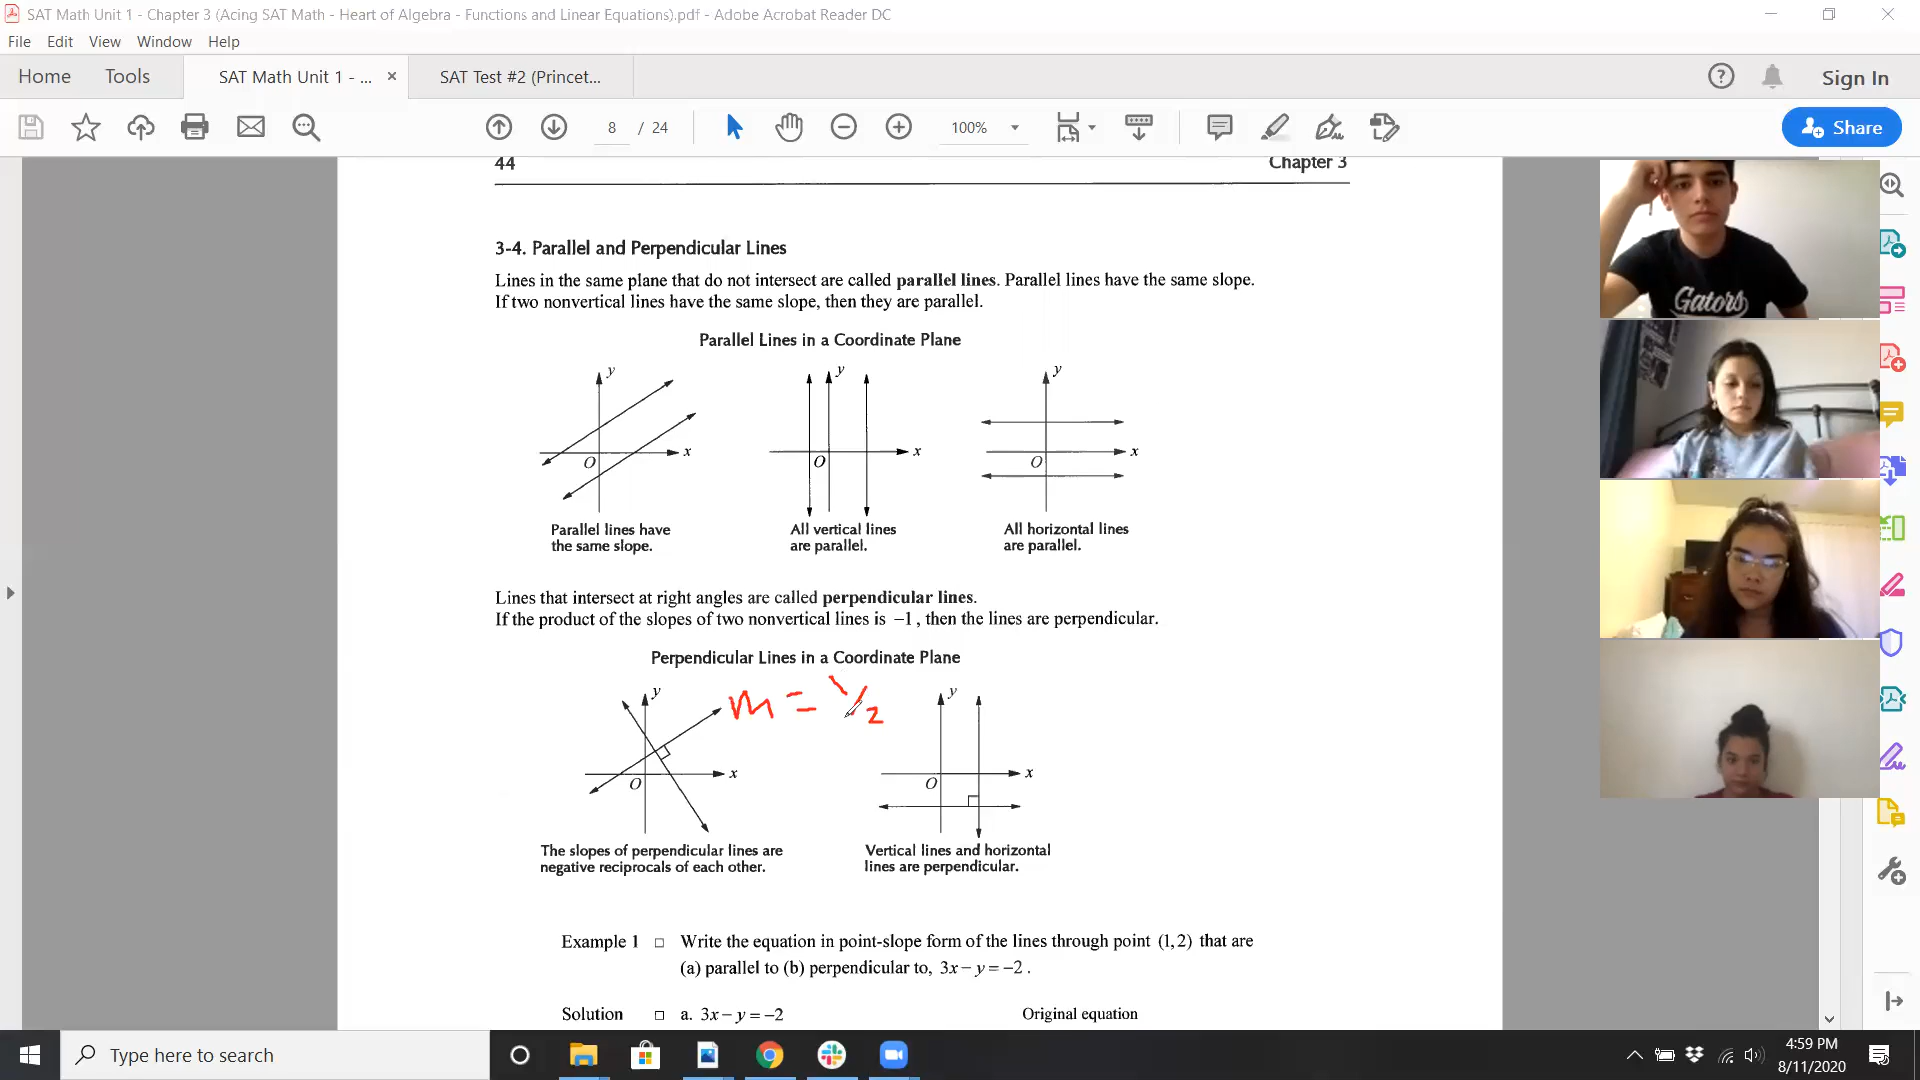 SAT Math Unit 1 - Chapter 3 (Acing SAT Math - Heart of Algebra - Functions and Linear Equations).pdf - Adobe Acrobat Reader DC
File Edit View Window Help
Home Tools SAT Math Unit 1 - ... × SAT Test #2 (Princet... ? Sign In
8 / 24 100% Share
44 Chapter 3
3-4. Parallel and Perpendicular Lines
Lines in the same plane that do not intersect are called parallel lines. Parallel lines have the same slope.
If two nonvertical lines have the same slope, then they are parallel.
Parallel Lines in a Coordinate Plane
y y y
x x x
O O O
Parallel lines have All vertical lines All horizontal lines
the same slope. are parallel. are parallel.
Lines that intersect at right angles are called perpendicular lines.
If the product of the slopes of two nonvertical lines is −1, then the lines are perpendicular.
Perpendicular Lines in a Coordinate Plane
y m = 1/2 y
x x
O O
The slopes of perpendicular lines are Vertical lines and horizontal
negative reciprocals of each other. lines are perpendicular.
Example 1 □ Write the equation in point-slope form of the lines through point (1, 2) that are
(a) parallel to (b) perpendicular to, 3x − y = −2.
Solution □ a. 3x − y = −2 Original equation
Gators
Type here to search
4:59 PM
8/11/2020